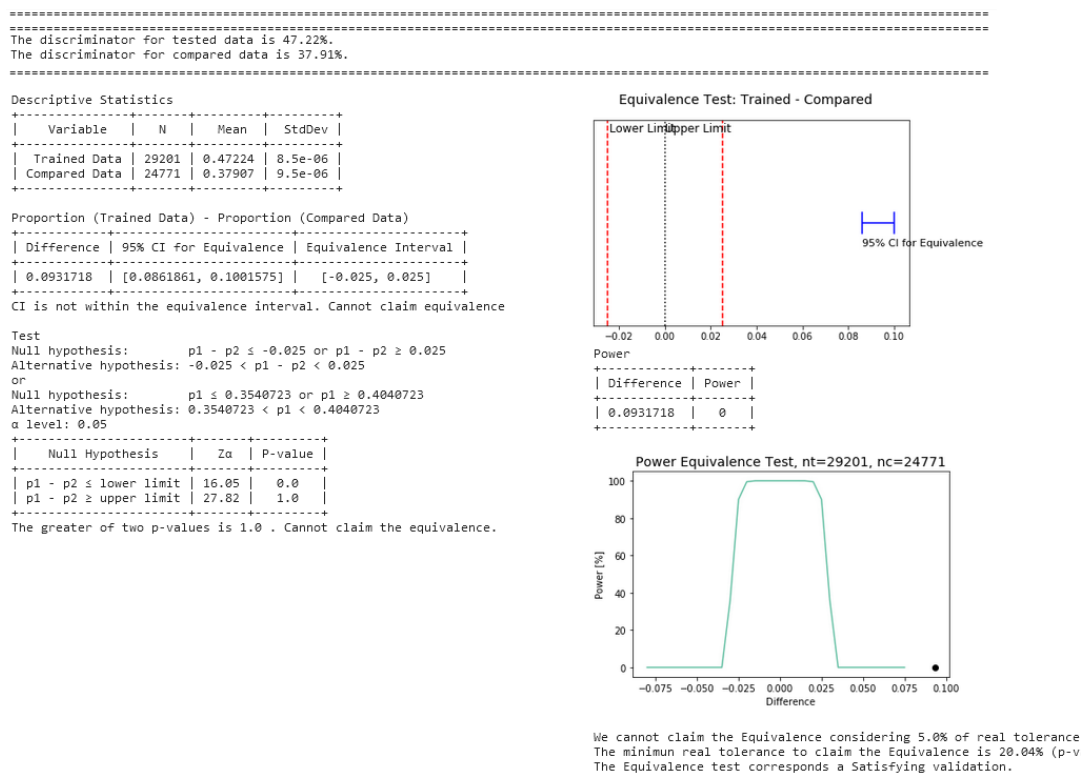 The discriminator for tested data is 47.22%.
The discriminator for compared data is 37.91%.
Descriptive Statistics
| Variable | N | Mean | StdDev |
| Trained Data | 29201 | 0.47224 | 8.5e-06 |
| Compared Data | 24771 | 0.37907 | 9.5e-06 |
Proportion (Trained Data) - Proportion (Compared Data)
| Difference | 95% CI for Equivalence | Equivalence Interval |
| 0.0931718 | [0.0861861, 0.1001575] | [-0.025, 0.025] |
CI is not within the equivalence interval. Cannot claim equivalence
Test
Null hypothesis: p1 - p2 ≤ -0.025 or p1 - p2 ≥ 0.025
Alternative hypothesis: -0.025 < p1 - p2 < 0.025
or
Null hypothesis: p1 ≤ 0.3540723 or p1 ≥ 0.4040723
Alternative hypothesis: 0.3540723 < p1 < 0.4040723
α level: 0.05
| Null Hypothesis | Zα | P-value |
| p1 - p2 ≤ lower limit | 16.05 | 0.0 |
| p1 - p2 ≥ upper limit | 27.82 | 1.0 |
The greater of two p-values is 1.0 . Cannot claim the equivalence.
Equivalence Test: Trained - Compared
Lower Limit Upper Limit
95% CI for Equivalence
−0.02 0.00 0.02 0.04 0.06 0.08 0.10
Power
| Difference | Power |
| 0.0931718 | 0 |
Power Equivalence Test, nt=29201, nc=24771
Power [%]
100
80
60
40
20
0
−0.075 −0.050 −0.025 0.000 0.025 0.050 0.075 0.100
Difference
We cannot claim the Equivalence considering 5.0% of real tolerance
The minimun real tolerance to claim the Equivalence is 20.04% (p-v
The Equivalence test corresponds a Satisfying validation.